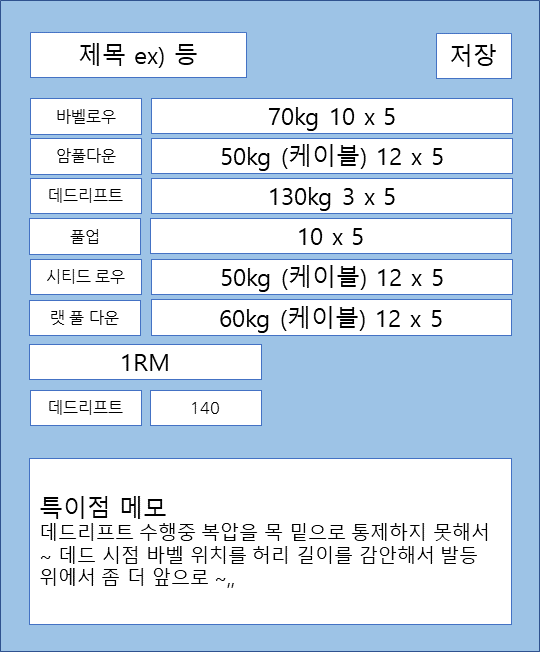 제목 ex) 등
저장
바벨로우
70kg 10 x 5
암풀다운
50kg (케이블) 12 x 5
데드리프트
130kg 3 x 5
풀업
10 x 5
시티드 로우
50kg (케이블) 12 x 5
랫 풀 다운
60kg (케이블) 12 x 5
1RM
데드리프트
140
특이점 메모
데드리프트 수행중 복압을 목 밑으로 통제하지 못해서
~ 데드 시점 바벨 위치를 허리 길이를 감안해서 발등
위에서 좀 더 앞으로 ~,,